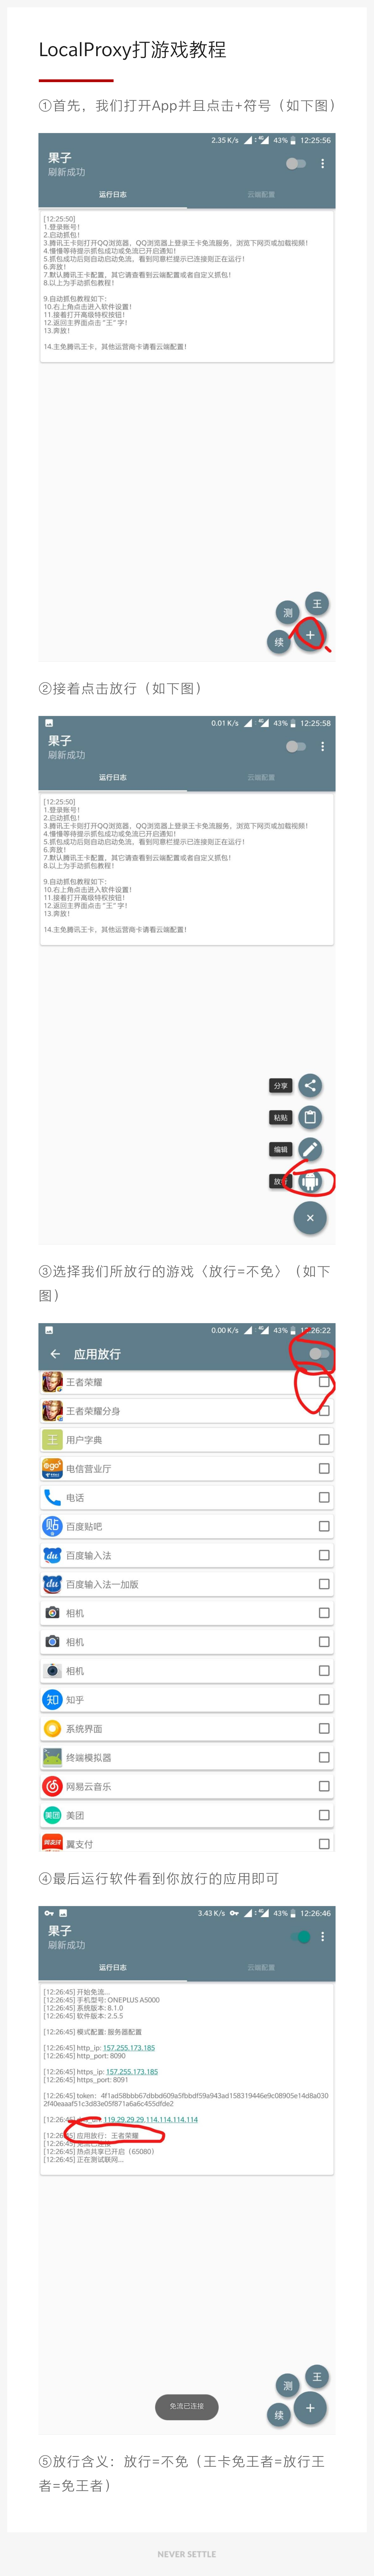 LocalProxy打游戏教程
①首先，我们打开App并且点击+符号（如下图）
2.35 K/s 4G 43% 12:25:56
果子
刷新成功
运行日志 云端配置
[12:25:50]
1.登录账号！
2.启动抓包！
3.腾讯王卡则打开QQ浏览器，QQ浏览器上登录王卡免流服务，浏览下网页或加载视频！
4.慢慢等待提示抓包成功或免流已开启通知！
5.抓包成功后则自动启动免流，看到同意栏提示已连接则正在运行！
6.奔放！
7.默认腾讯王卡配置，其它请查看到云端配置或者自定义抓包！
8.以上为手动抓包教程！
9.自动抓包教程如下：
10.右上角点击进入软件设置！
11.接着打开高级特权按钮！
12.返回主界面点击 "王" 字！
13.奔放！
14.主免腾讯王卡，其他运营商卡请看云端配置！
王
测
续
②接着点击放行（如下图）
0.01 K/s 4G 43% 12:25:58
果子
刷新成功
运行日志 云端配置
[12:25:50]
1.登录账号！
2.启动抓包！
3.腾讯王卡则打开QQ浏览器，QQ浏览器上登录王卡免流服务，浏览下网页或加载视频！
4.慢慢等待提示抓包成功或免流已开启通知！
5.抓包成功后则自动启动免流，看到同意栏提示已连接则正在运行！
6.奔放！
7.默认腾讯王卡配置，其它请查看到云端配置或者自定义抓包！
8.以上为手动抓包教程！
9.自动抓包教程如下：
10.右上角点击进入软件设置！
11.接着打开高级特权按钮！
12.返回主界面点击 "王" 字！
13.奔放！
14.主免腾讯王卡，其他运营商卡请看云端配置！
分享
粘贴
编辑
放行
③选择我们所放行的游戏〈放行=不免〉（如下
图）
0.00 K/s 4G 43% 12:26:22
应用放行
王者荣耀
王者荣耀分身
王 用户字典
电信营业厅
电话
贴 百度贴吧
du 百度输入法
du 百度输入法一加版
相机
相机
相机
知 知乎
系统界面
终端模拟器
网易云音乐
美团 美团
翼支付
④最后运行软件看到你放行的应用即可
3.43 K/s 4G 43% 12:26:46
果子
刷新成功
运行日志 云端配置
[12:26:45] 开始免流...
[12:26:45] 手机型号: ONEPLUS A5000
[12:26:45] 系统版本: 8.1.0
[12:26:45] 软件版本: 2.5.5
[12:26:45] 模式配置: 服务器配置
[12:26:45] http_ip: 157.255.173.185
[12:26:45] http_port: 8090
[12:26:45] https_ip: 157.255.173.185
[12:26:45] https_port: 8091
[12:26:45] token: 4f1ad58bbb67dbbd609a5fbbdf59a943ad158319446e9c08905e14d8a030
2f40eaaaf51c3d83e05f871a6a6c455dfde2
[12:26:45] 119.29.29.29,114.114.114.114
[12:26:45] 应用放行：王者荣耀
[12:26:45] 免流已连接
[12:26:45] 热点共享已开启（65080）
[12:26:45] 正在测试联网...
王
测
续
免流已连接
⑤放行含义：放行=不免（王卡免王者=放行王
者=免王者）
NEVER SETTLE